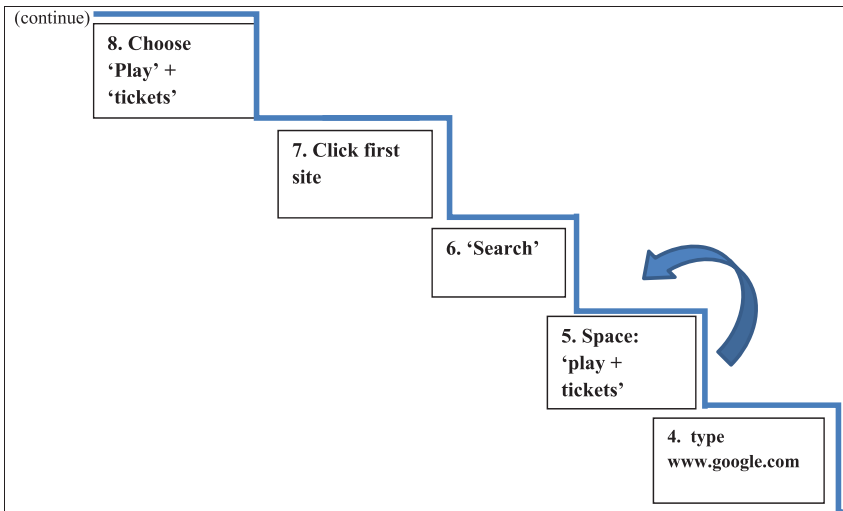 (continue)
8. Choose
‘Play’ +
‘tickets’
7. Click first
site
6. ‘Search’
5. Space:
‘play +
tickets’
4. type
www.google.com